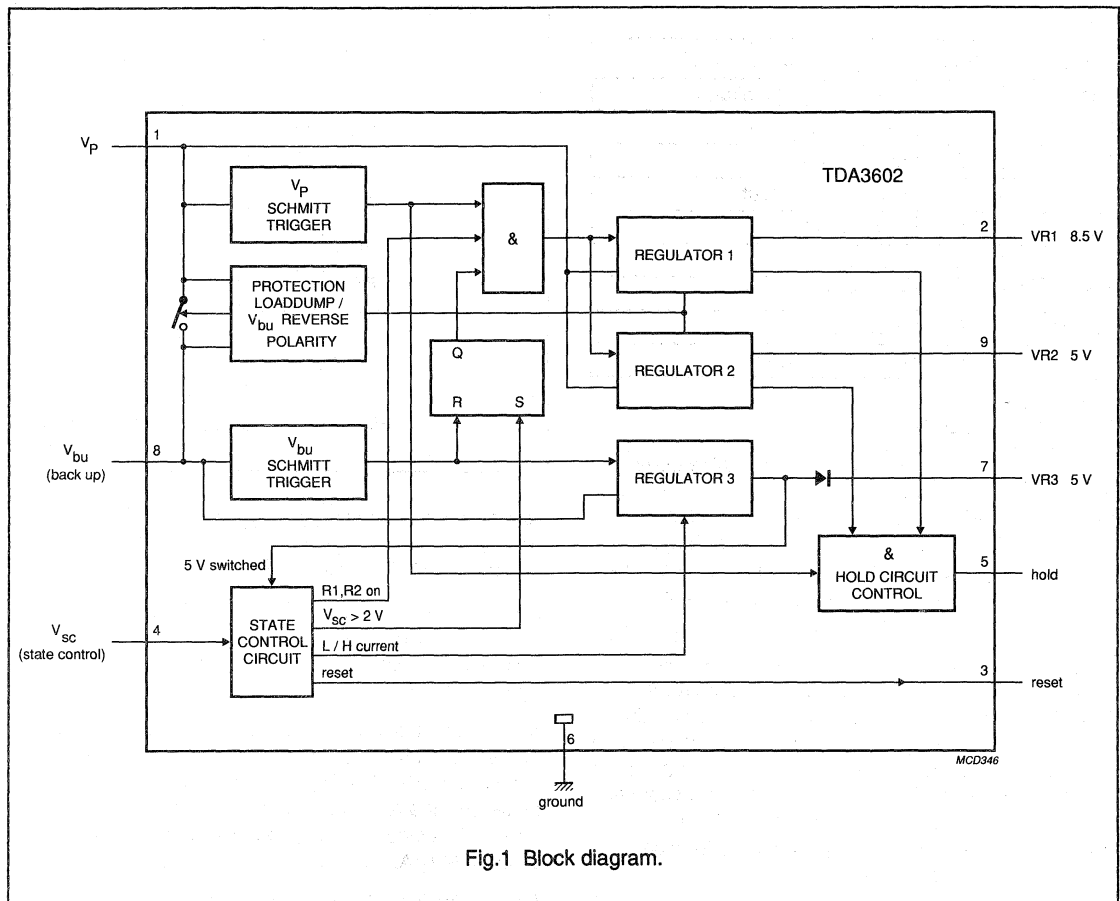 TDA3602
1
V_P
V_P
SCHMITT
TRIGGER
&
REGULATOR 1
2
VR1 8.5 V
PROTECTION
LOADDUMP /
V_bu REVERSE
POLARITY
Q
R S
REGULATOR 2
9
VR2 5 V
V_bu
(back up)
8
V_bu
SCHMITT
TRIGGER
REGULATOR 3
7
VR3 5 V
5 V switched
&
HOLD CIRCUIT
CONTROL
5
hold
V_sc
(state control)
4
STATE
CONTROL
CIRCUIT
R1,R2 on
V_sc > 2 V
L / H current
reset
3
reset
6
ground
MCD346
Fig.1 Block diagram.